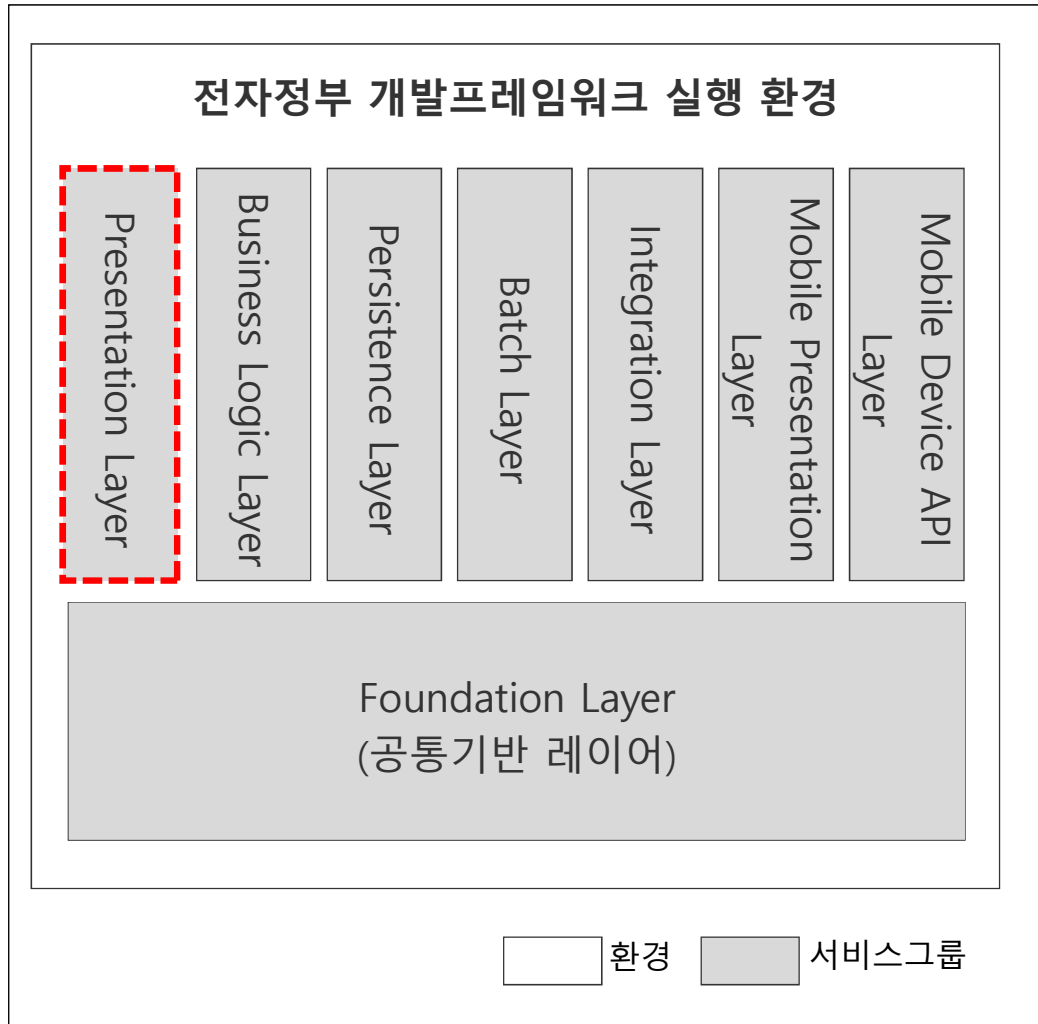 전자정부 개발프레임워크 실행 환경
Presentation Layer
Business Logic Layer
Persistence Layer
Batch Layer
Integration Layer
Mobile Presentation
Layer
Mobile Device API
Layer
Foundation Layer
(공통기반 레이어)
환경
서비스그룹